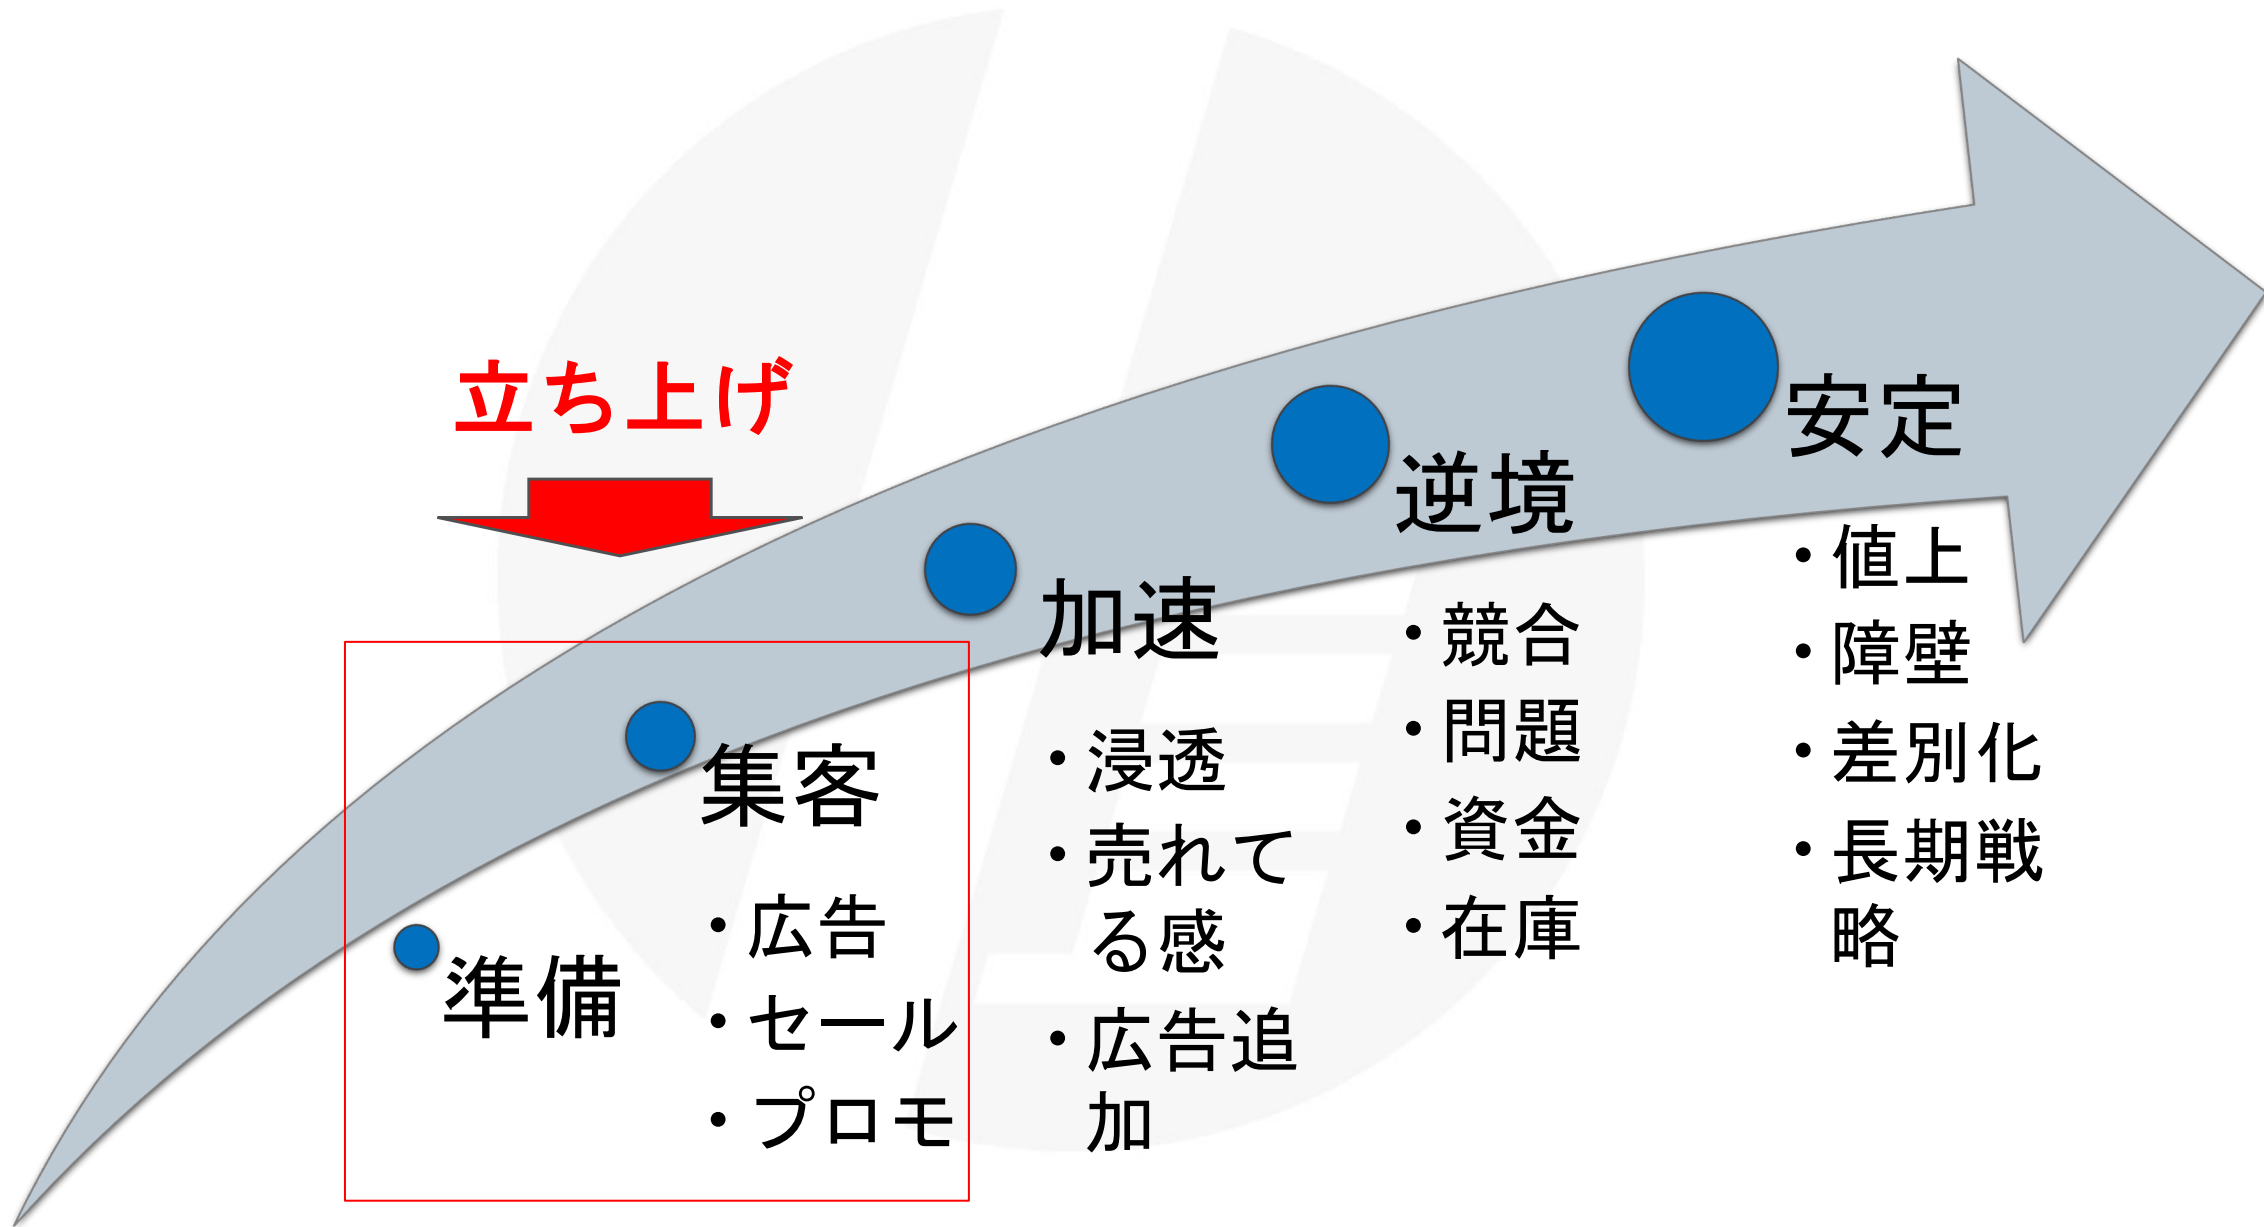 立ち上げ
準備
集客
・広告
・セール
・プロモ
加速
・浸透
・売れて
る感
・広告追
加
逆境
・競合
・問題
・資金
・在庫
安定
・値上
・障壁
・差別化
・長期戦
略